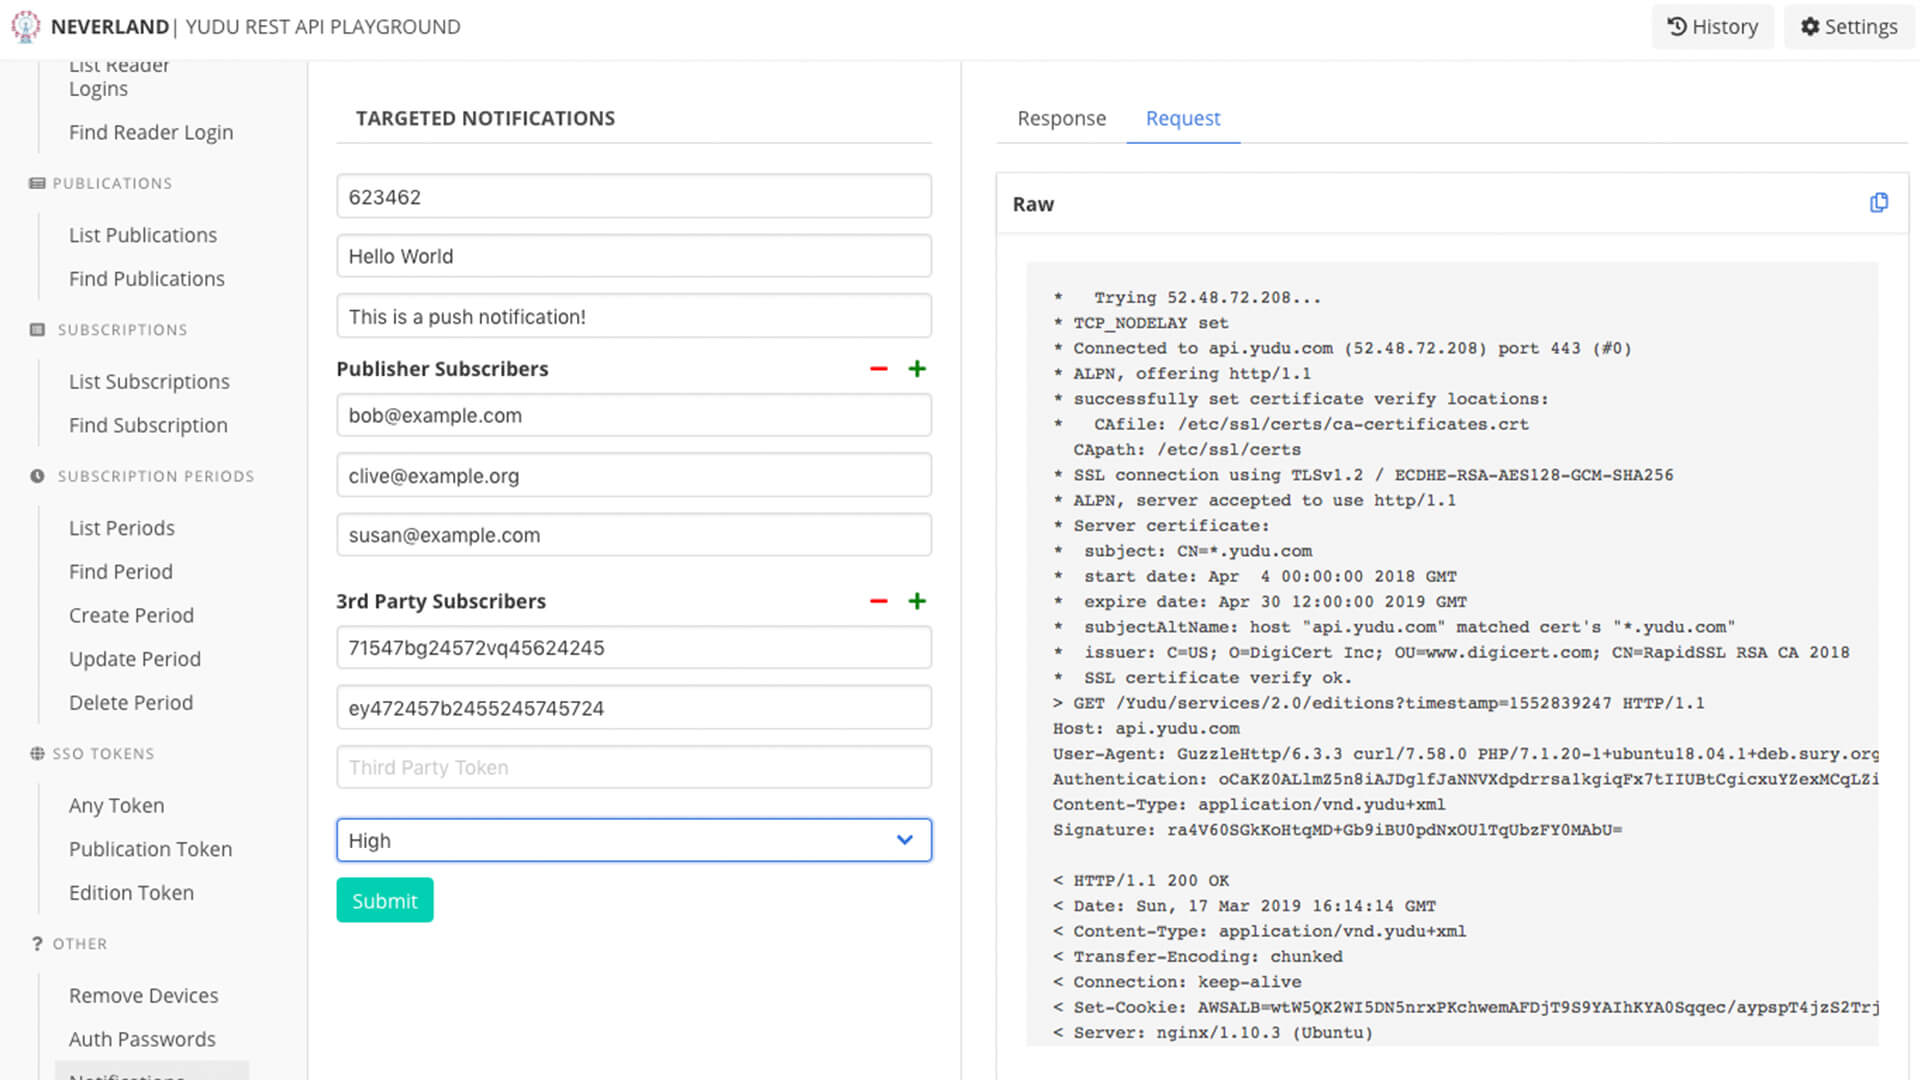 NEVERLAND | YUDU REST API PLAYGROUND
History
Settings
List Reader
Logins
Find Reader Login
PUBLICATIONS
List Publications
Find Publications
SUBSCRIPTIONS
List Subscriptions
Find Subscription
SUBSCRIPTION PERIODS
List Periods
Find Period
Create Period
Update Period
Delete Period
SSO TOKENS
Any Token
Publication Token
Edition Token
? OTHER
Remove Devices
Auth Passwords
Notifications
TARGETED NOTIFICATIONS
623462
Hello World
This is a push notification!
Publisher Subscribers
bob@example.com
clive@example.org
susan@example.com
3rd Party Subscribers
71547bg24572vq45624245
ey472457b2455245745724
Third Party Token
High
Submit
Response Request
Raw
*   Trying 52.48.72.208...
* TCP_NODELAY set
* Connected to api.yudu.com (52.48.72.208) port 443 (#0)
* ALPN, offering http/1.1
* successfully set certificate verify locations:
*   CAfile: /etc/ssl/certs/ca-certificates.crt
  CApath: /etc/ssl/certs
* SSL connection using TLSv1.2 / ECDHE-RSA-AES128-GCM-SHA256
* ALPN, server accepted to use http/1.1
* Server certificate:
*  subject: CN=*.yudu.com
*  start date: Apr  4 00:00:00 2018 GMT
*  expire date: Apr 30 12:00:00 2019 GMT
*  subjectAltName: host "api.yudu.com" matched cert's "*.yudu.com"
*  issuer: C=US; O=DigiCert Inc; OU=www.digicert.com; CN=RapidSSL RSA CA 2018
*  SSL certificate verify ok.
> GET /Yudu/services/2.0/editions?timestamp=1552839247 HTTP/1.1
Host: api.yudu.com
User-Agent: GuzzleHttp/6.3.3 curl/7.58.0 PHP/7.1.20-1+ubuntu18.04.1+deb.sury.org
Authentication: oCaKZ0ALlmZ5n8iAJDglfJaNNVXdpdrrsa1kgiqFx7tIIUBtCgicxuYZexMCqLZi
Content-Type: application/vnd.yudu+xml
Signature: ra4V60SGkKoHtqMD+Gb9iBU0pdNxOUlTqUbzFY0MAbU=
< HTTP/1.1 200 OK
< Date: Sun, 17 Mar 2019 16:14:14 GMT
< Content-Type: application/vnd.yudu+xml
< Transfer-Encoding: chunked
< Connection: keep-alive
< Set-Cookie: AWSALB=wtW5QK2WI5DN5nrxPKchwemAFDjT9S9YAIhKYA0Sqqec/aypspT4jzS2Trj
< Server: nginx/1.10.3 (Ubuntu)